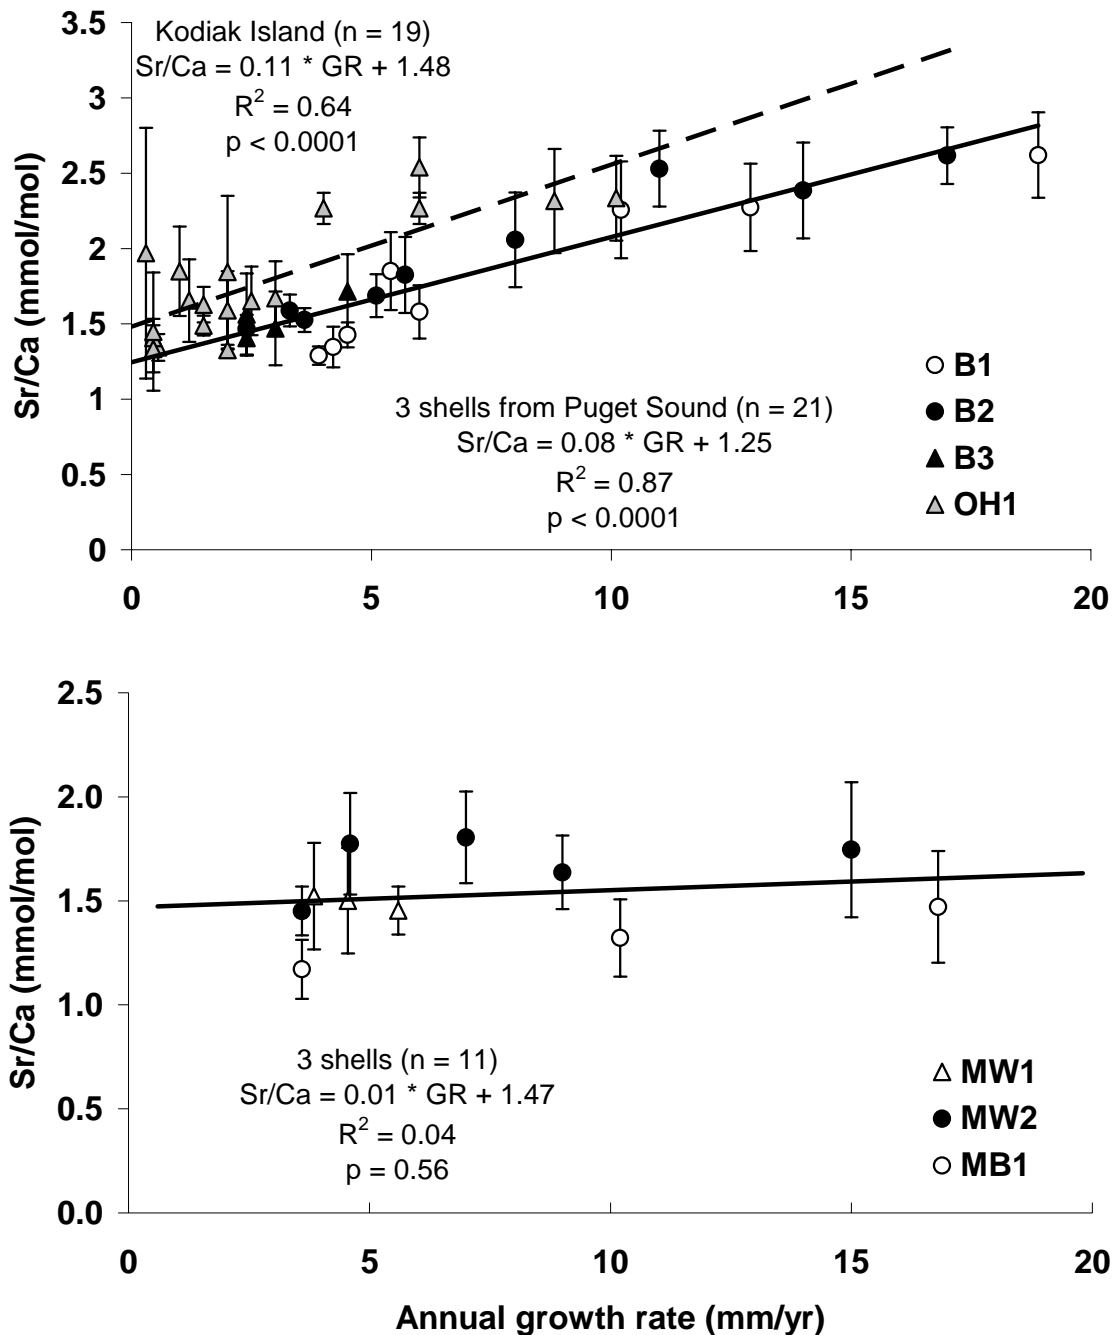 3.5
3
2.5
2
1.5
1
0.5
0
Sr/Ca (mmol/mol)
Kodiak Island (n = 19)
Sr/Ca = 0.11 * GR + 1.48
R² = 0.64
p < 0.0001
3 shells from Puget Sound (n = 21)
Sr/Ca = 0.08 * GR + 1.25
R² = 0.87
p < 0.0001
B1
B2
B3
OH1
0 5 10 15 20
2.5
2.0
1.5
1.0
0.5
0.0
Sr/Ca (mmol/mol)
3 shells (n = 11)
Sr/Ca = 0.01 * GR + 1.47
R² = 0.04
p = 0.56
MW1
MW2
MB1
0 5 10 15 20
Annual growth rate (mm/yr)